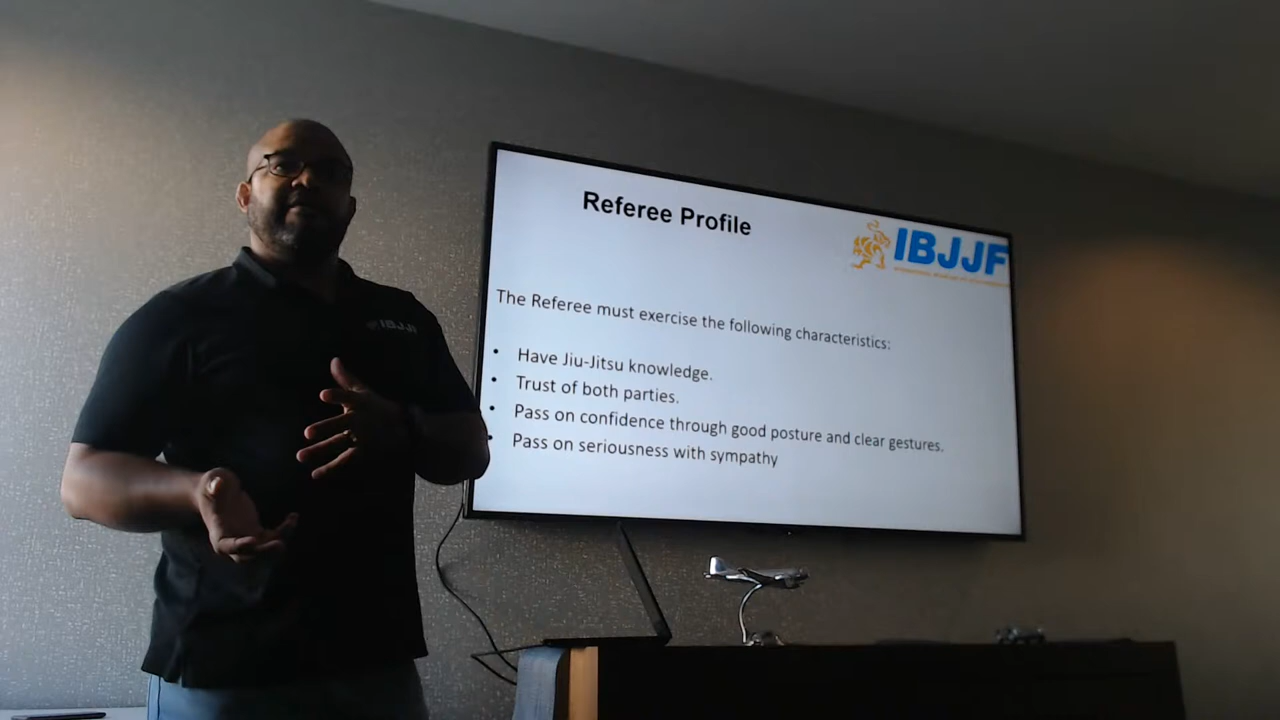 Referee Profile
IBJJF
The Referee must exercise the following characteristics:
• Have Jiu-Jitsu knowledge.
• Trust of both parties.
• Pass on confidence through good posture and clear gestures.
• Pass on seriousness with sympathy
IBJJF